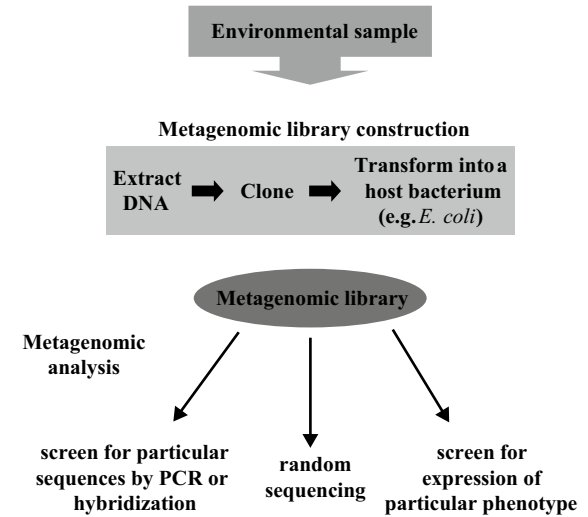 Environmental sample
Metagenomic library construction
Extract
DNA
Clone
Transform into a
host bacterium
(e.g. E. coli)
Metagenomic library
Metagenomic
analysis
screen for particular
sequences by PCR or
hybridization
random
sequencing
screen for
expression of
particular phenotype